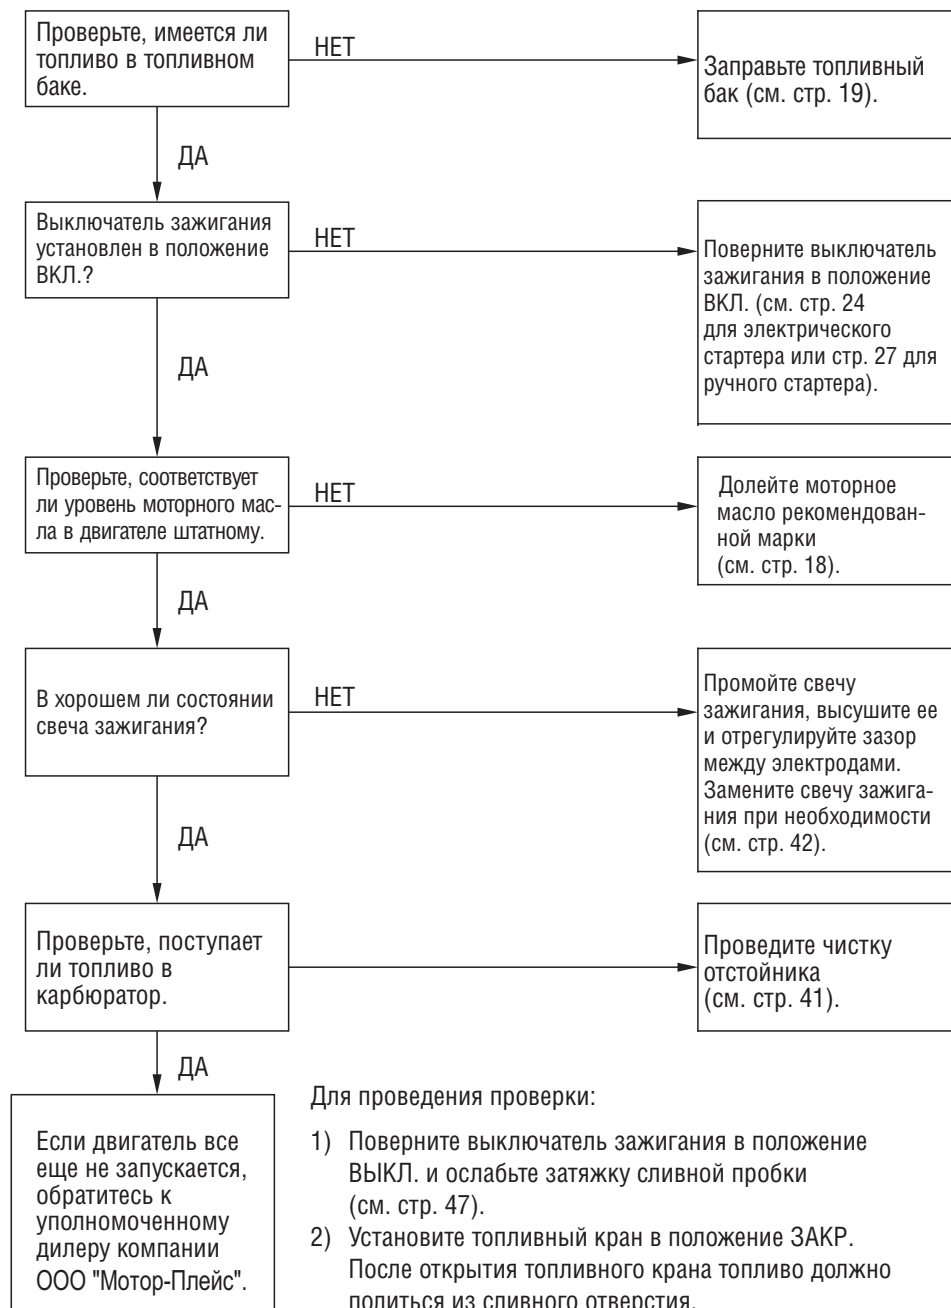 Проверьте, имеется ли
топливо в топливном
баке.
НЕТ
Заправьте топливный
бак (см. стр. 19).
ДА
Выключатель зажигания
установлен в положение
ВКЛ.?
НЕТ
Поверните выключатель
зажигания в положение
ВКЛ. (см. стр. 24
для электрического
стартера или стр. 27 для
ручного стартера).
ДА
Проверьте, соответствует
ли уровень моторного мас-
ла в двигателе штатному.
НЕТ
Долейте моторное
масло рекомендован-
ной марки
(см. стр. 18).
ДА
В хорошем ли состоянии
свеча зажигания?
НЕТ
Промойте свечу
зажигания, высушите ее
и отрегулируйте зазор
между электродами.
Замените свечу зажига-
ния при необходимости
(см. стр. 42).
ДА
Проверьте, поступает
ли топливо в
карбюратор.
Проведите чистку
отстойника
(см. стр. 41).
ДА
Если двигатель все
еще не запускается,
обратитесь к
уполномоченному
дилеру компании
ООО "Мотор-Плейс".
Для проведения проверки:
1) Поверните выключатель зажигания в положение
ВЫКЛ. и ослабьте затяжку сливной пробки
(см. стр. 47).
2) Установите топливный кран в положение ЗАКР.
После открытия топливного крана топливо должно
политься из сливного отверстия.